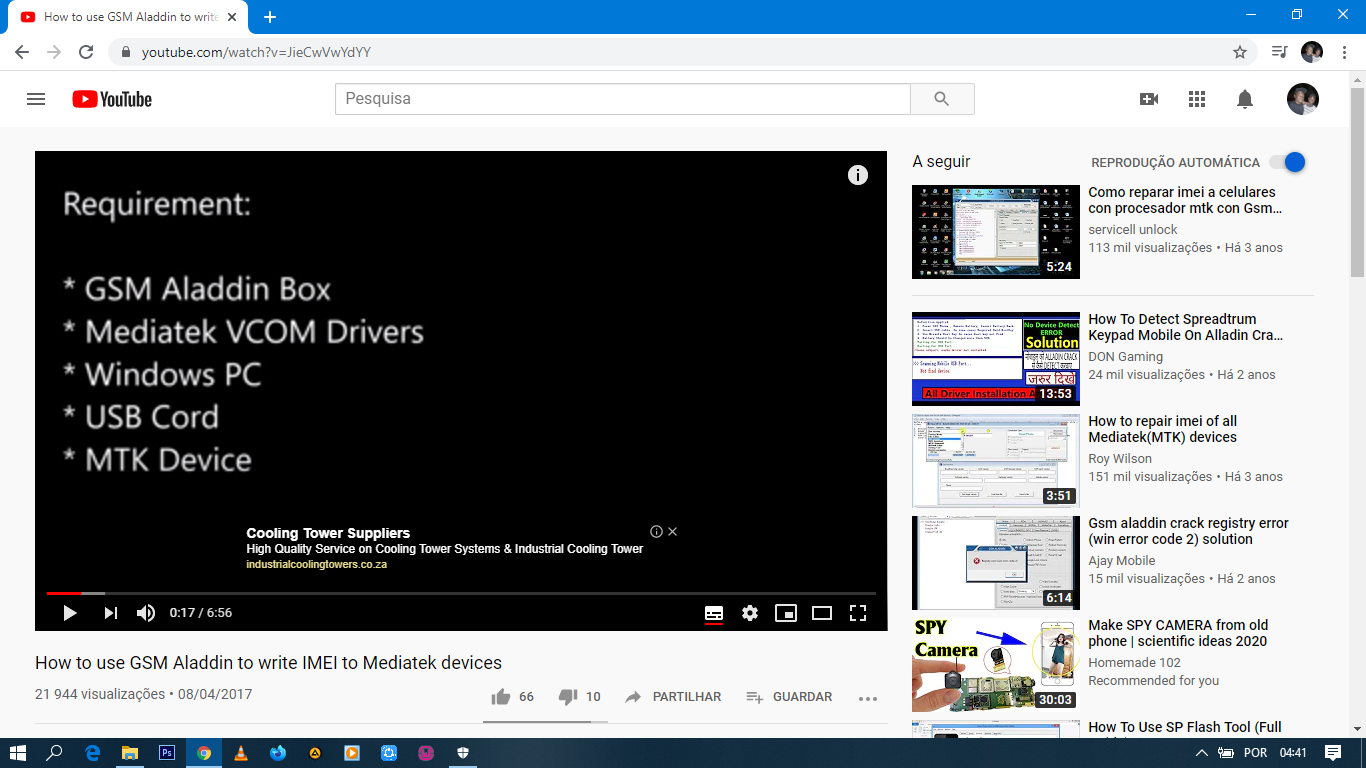 How to use GSM Aladdin to write
youtube.com/watch?v=JieCwVwYdYY
YouTube
Pesquisa
Requirement:
* GSM Aladdin Box
* Mediatek VCOM Drivers
* Windows PC
* USB Cord
* MTK Device
Cooling Tower Suppliers
High Quality Service on Cooling Tower Systems & Industrial Cooling Tower
industrialcoolingtowers.co.za
0:17 / 6:56
How to use GSM Aladdin to write IMEI to Mediatek devices
21 944 visualizações • 08/04/2017
66
10
PARTILHAR
GUARDAR
A seguir
REPRODUÇÃO AUTOMÁTICA
5:24
Como reparar imei a celulares
con procesador mtk con Gsm…
servicell unlock
113 mil visualizações • Há 3 anos
No Device Detect
ERROR
Solution
जरुर दिखे
All Driver Installation A
13:53
How To Detect Spreadtrum
Keypad Mobile On Alladin Cra…
DON Gaming
24 mil visualizações • Há 2 anos
3:51
How to repair imei of all
Mediatek(MTK) devices
Roy Wilson
151 mil visualizações • Há 3 anos
6:14
Gsm aladdin crack registry error
(win error code 2) solution
Ajay Mobile
15 mil visualizações • Há 2 anos
SPY
Camera
30:03
Make SPY CAMERA from old
phone | scientific ideas 2020
Homemade 102
Recommended for you
How To Use SP Flash Tool (Full
Ps
POR
04:41